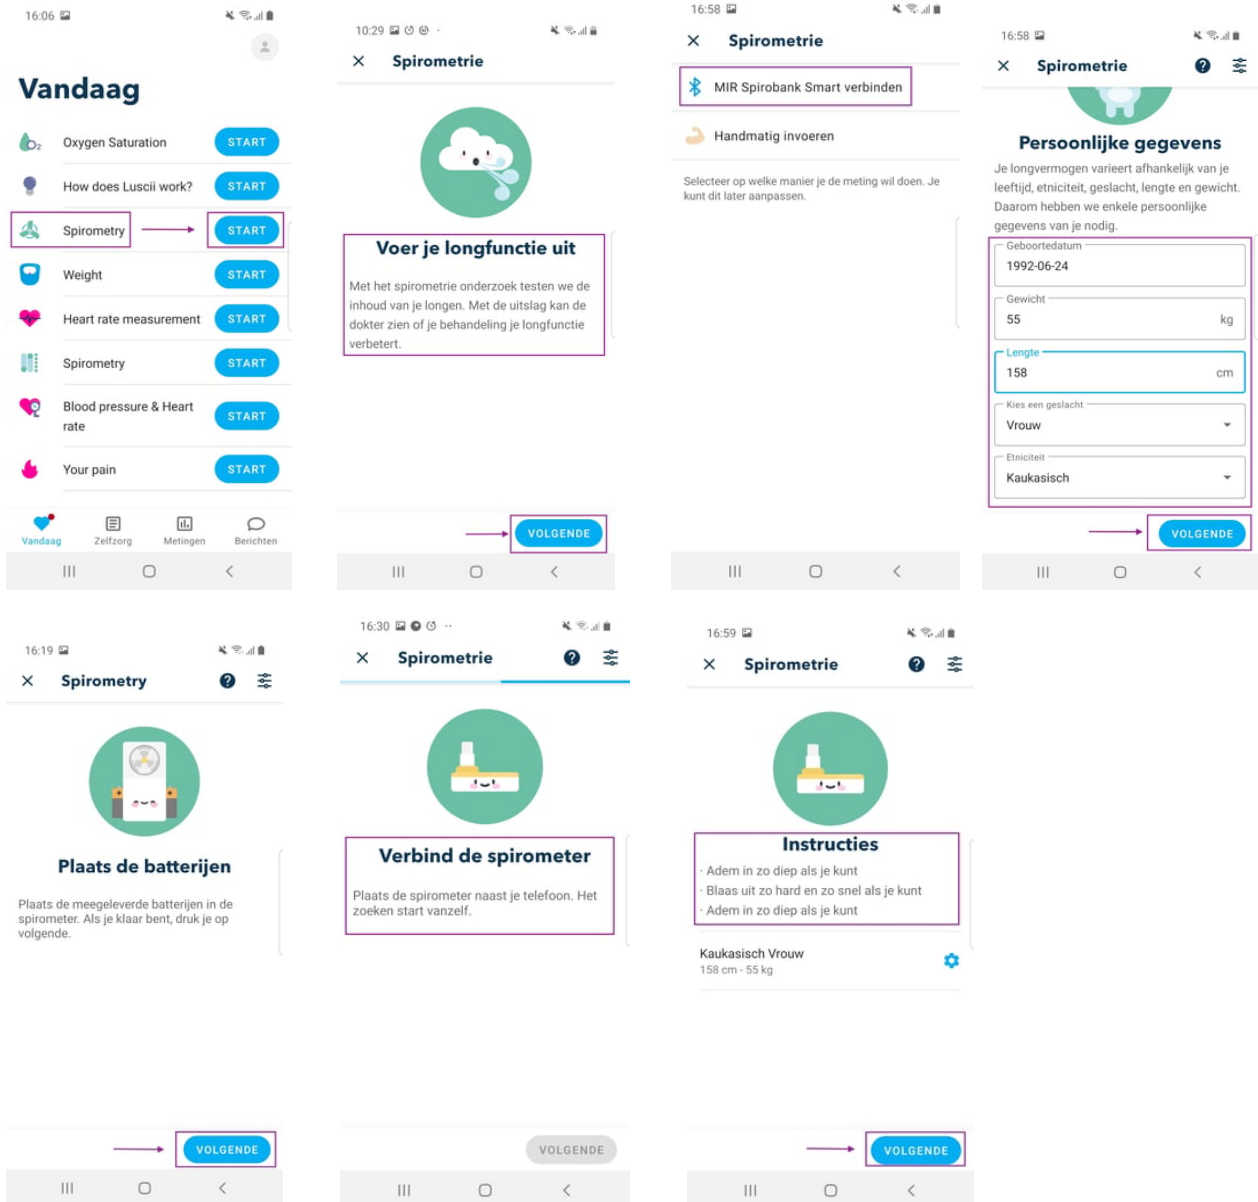 16:06
Vandaag
O₂ Oxygen Saturation START
How does Luscii work? START
Spirometry START
Weight START
Heart rate measurement START
Spirometry START
Blood pressure & Heart
rate START
Your pain START
Vandaag Zelfzorg Metingen Berichten
10:29
Spirometrie
Voer je longfunctie uit
Met het spirometrie onderzoek testen we de
inhoud van je longen. Met de uitslag kan de
dokter zien of je behandeling je longfunctie
verbetert.
VOLGENDE
16:58
Spirometrie
MIR Spirobank Smart verbinden
Handmatig invoeren
Selecteer op welke manier je de meting wil doen. Je
kunt dit later aanpassen.
16:58
Spirometrie
Persoonlijke gegevens
Je longvermogen varieert afhankelijk van je
leeftijd, etniciteit, geslacht, lengte en gewicht.
Daarom hebben we enkele persoonlijke
gegevens van je nodig.
Geboortedatum
1992-06-24
Gewicht
55 kg
Lengte
158 cm
Kies een geslacht
Vrouw
Etniciteit
Kaukasisch
VOLGENDE
16:19
Spirometry
Plaats de batterijen
Plaats de meegeleverde batterijen in de
spirometer. Als je klaar bent, druk je op
volgende.
VOLGENDE
16:30
Spirometrie
Verbind de spirometer
Plaats de spirometer naast je telefoon. Het
zoeken start vanzelf.
VOLGENDE
16:59
Spirometrie
Instructies
· Adem in zo diep als je kunt
· Blaas uit zo hard en zo snel als je kunt
· Adem in zo diep als je kunt
Kaukasisch Vrouw
158 cm - 55 kg
VOLGENDE